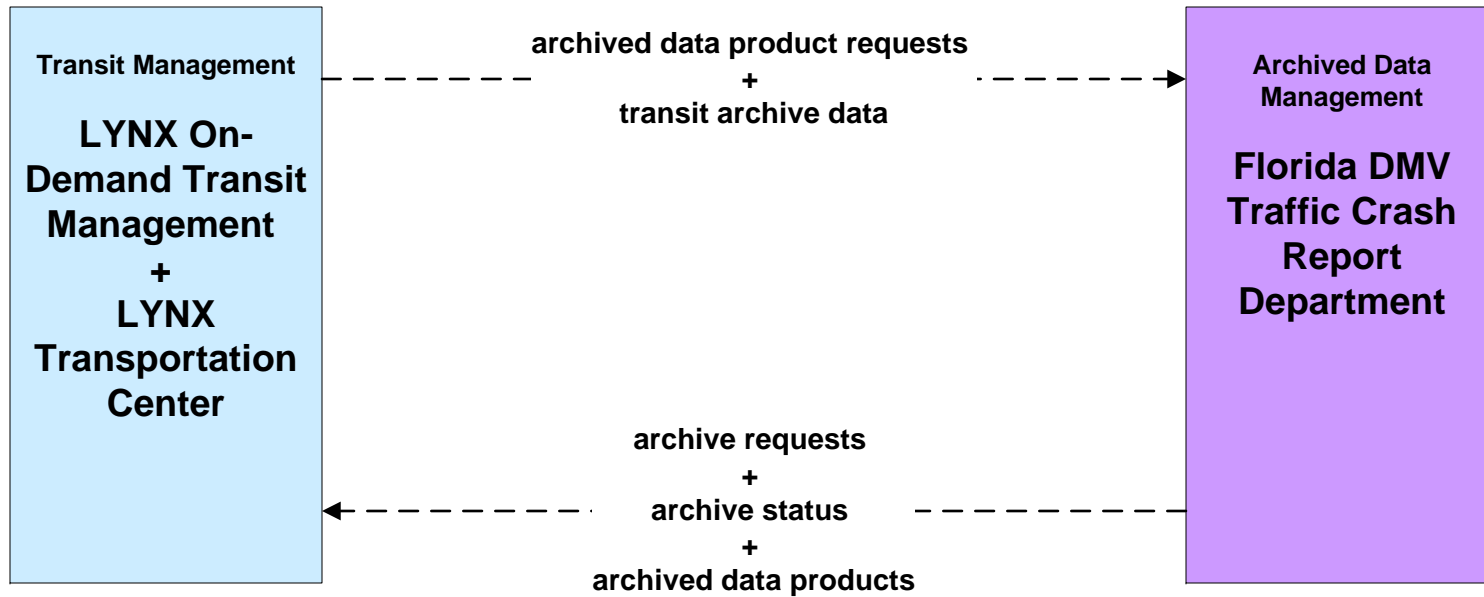 Transit Management
LYNX On-
Demand Transit
Management
+
LYNX
Transportation
Center
archived data product requests
+
transit archive data
archive requests
+
archive status
+
archived data products
Archived Data
Management
Florida DMV
Traffic Crash
Report
Department